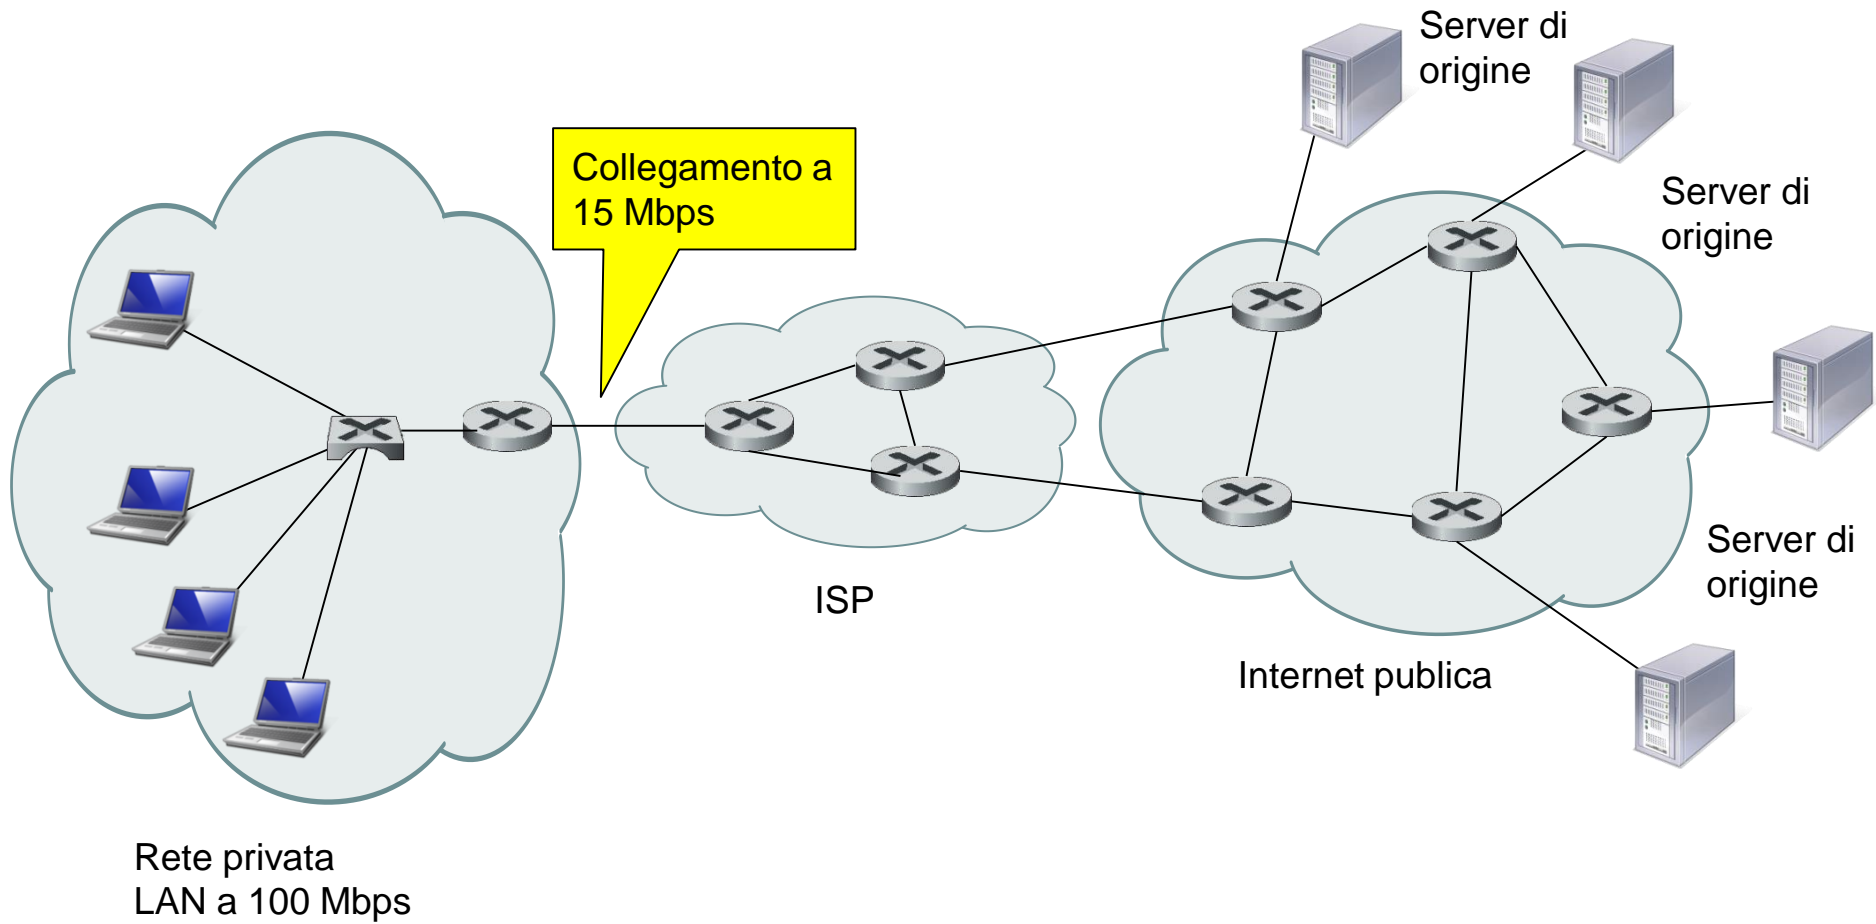 Server di
origine
Collegamento a
15 Mbps
Server di
origine
Server di
origine
ISP
Internet publica
Rete privata
LAN a 100 Mbps